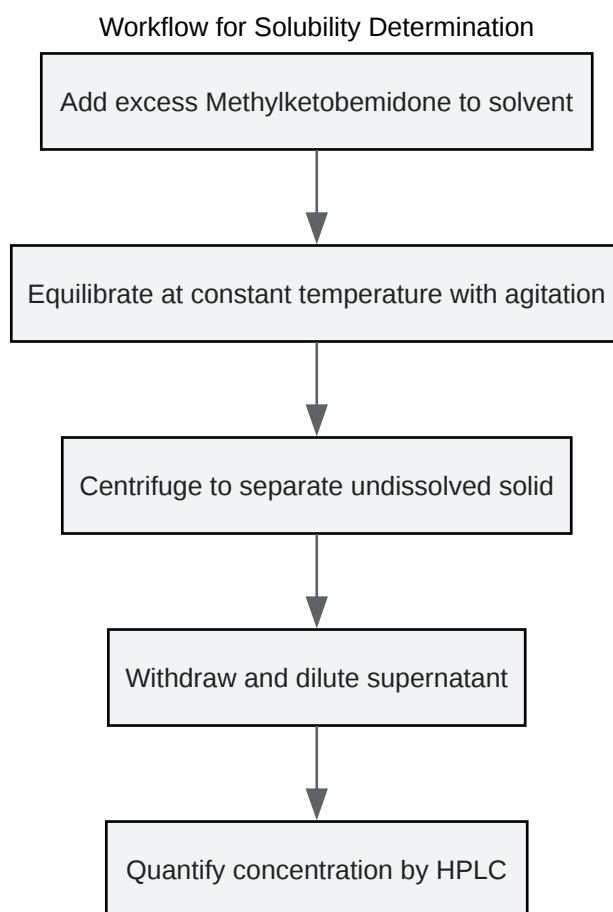 Workflow for Solubility Determination
Add excess Methylketobemidone to solvent
Equilibrate at constant temperature with agitation
Centrifuge to separate undissolved solid
Withdraw and dilute supernatant
Quantify concentration by HPLC